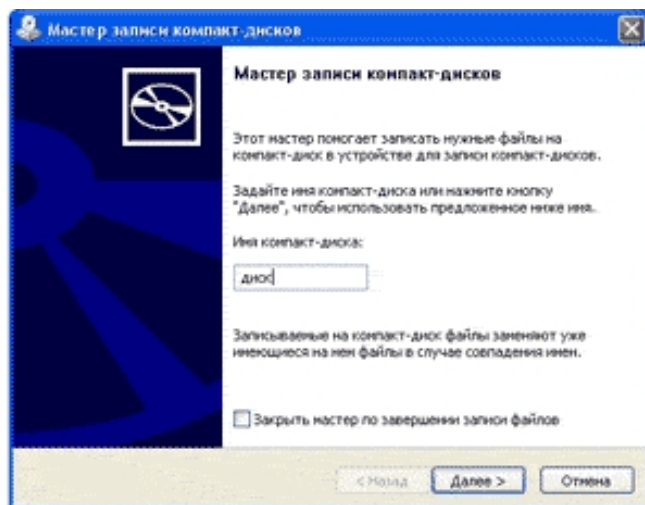 Мастер записи компакт-дисков
Мастер записи компакт-дисков
Этот мастер помогает записать нужные файлы на
компакт-диск в устройстве для записи компакт-дисков.
Задайте имя компакт-диска или нажмите кнопку
"Далее", чтобы использовать предложенное ниже имя.
Имя компакт-диска:
диск
Записываемые на компакт-диск файлы заменяют уже
имеющиеся на нем файлы в случае совпадения имен.
Закрыть мастер по завершении записи файлов
< Назад Далее > Отмена